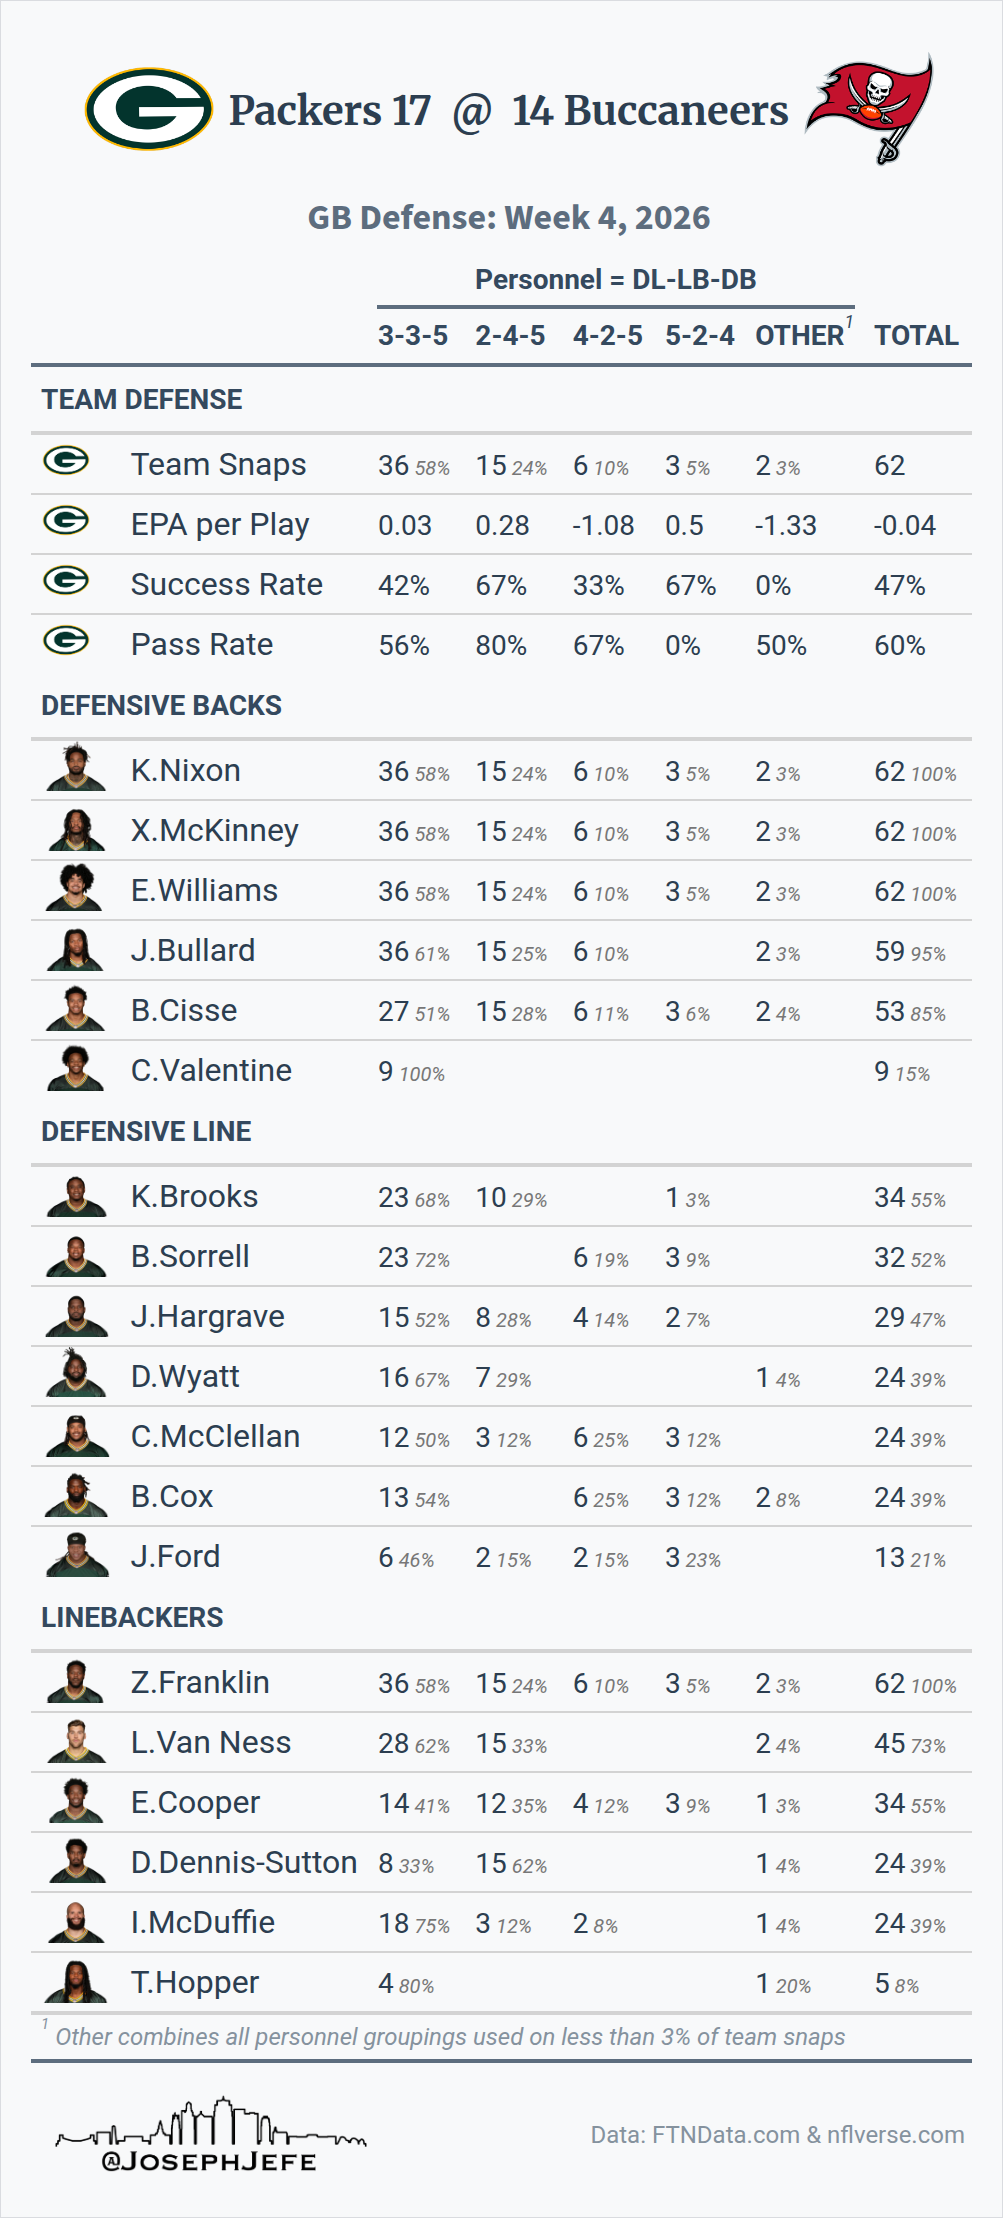 Packers 17 @ 14 Buccaneers
GB Defense: Week 4, 2026
Personnel = DL-LB-DB
3-3-5 2-4-5 4-2-5 5-2-4 OTHER1 TOTAL
TEAM DEFENSE
Team Snaps 36 58% 15 24% 6 10% 3 5% 2 3% 62
EPA per Play 0.03 0.28 -1.08 0.5 -1.33 -0.04
Success Rate 42% 67% 33% 67% 0% 47%
Pass Rate 56% 80% 67% 0% 50% 60%
DEFENSIVE BACKS
K.Nixon 36 58% 15 24% 6 10% 3 5% 2 3% 62 100%
X.McKinney 36 58% 15 24% 6 10% 3 5% 2 3% 62 100%
E.Williams 36 58% 15 24% 6 10% 3 5% 2 3% 62 100%
J.Bullard 36 61% 15 25% 6 10% 2 3% 59 95%
B.Cisse 27 51% 15 28% 6 11% 3 6% 2 4% 53 85%
C.Valentine 9 100% 9 15%
DEFENSIVE LINE
K.Brooks 23 68% 10 29% 1 3% 34 55%
B.Sorrell 23 72% 6 19% 3 9% 32 52%
J.Hargrave 15 52% 8 28% 4 14% 2 7% 29 47%
D.Wyatt 16 67% 7 29% 1 4% 24 39%
C.McClellan 12 50% 3 12% 6 25% 3 12% 24 39%
B.Cox 13 54% 6 25% 3 12% 2 8% 24 39%
J.Ford 6 46% 2 15% 2 15% 3 23% 13 21%
LINEBACKERS
Z.Franklin 36 58% 15 24% 6 10% 3 5% 2 3% 62 100%
L.Van Ness 28 62% 15 33% 2 4% 45 73%
E.Cooper 14 41% 12 35% 4 12% 3 9% 1 3% 34 55%
D.Dennis-Sutton 8 33% 15 62% 1 4% 24 39%
I.McDuffie 18 75% 3 12% 2 8% 1 4% 24 39%
T.Hopper 4 80% 1 20% 5 8%
1 Other combines all personnel groupings used on less than 3% of team snaps
@JOSEPHJEFE
Data: FTNData.com & nflverse.com